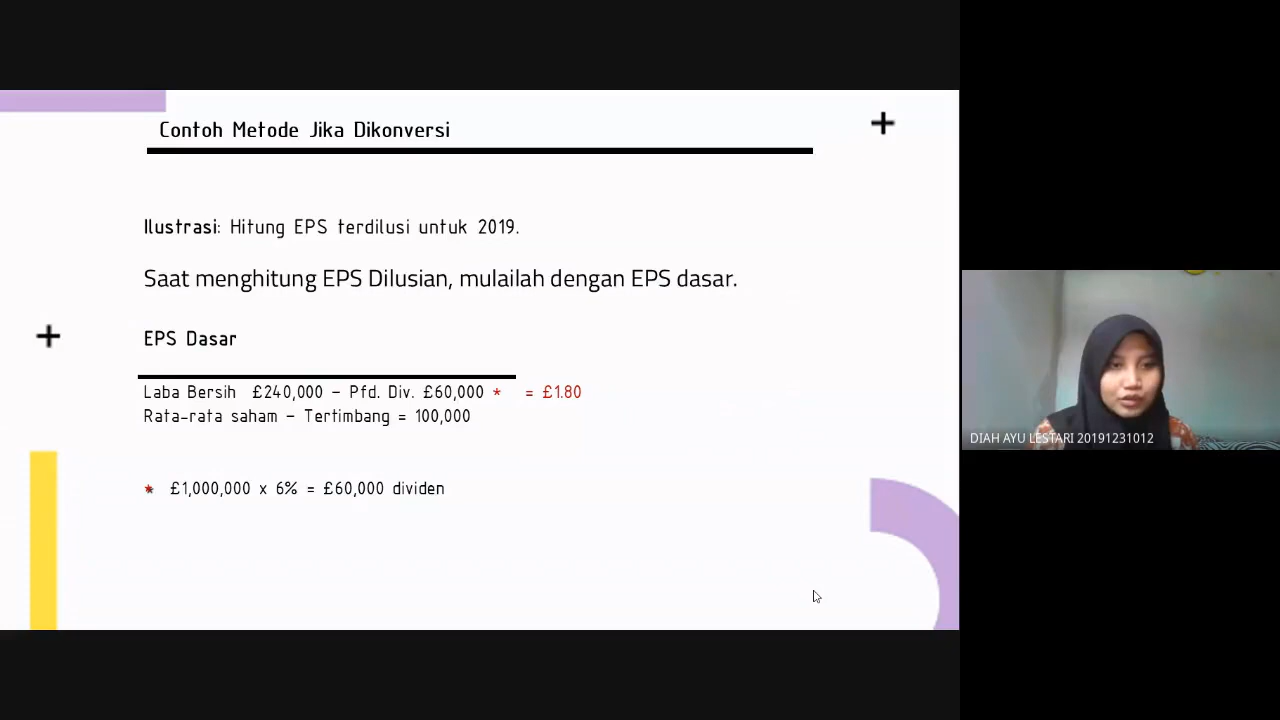 Contoh Metode Jika Dikonversi
Ilustrasi: Hitung EPS terdilusi untuk 2019.
Saat menghitung EPS Dilusian, mulailah dengan EPS dasar.
EPS Dasar
Laba Bersih £240,000 – Pfd. Div. £60,000 * = £1.80
Rata-rata saham – Tertimbang = 100,000
* £1,000,000 x 6% = £60,000 dividen
DIAH AYU LESTARI 20191231012